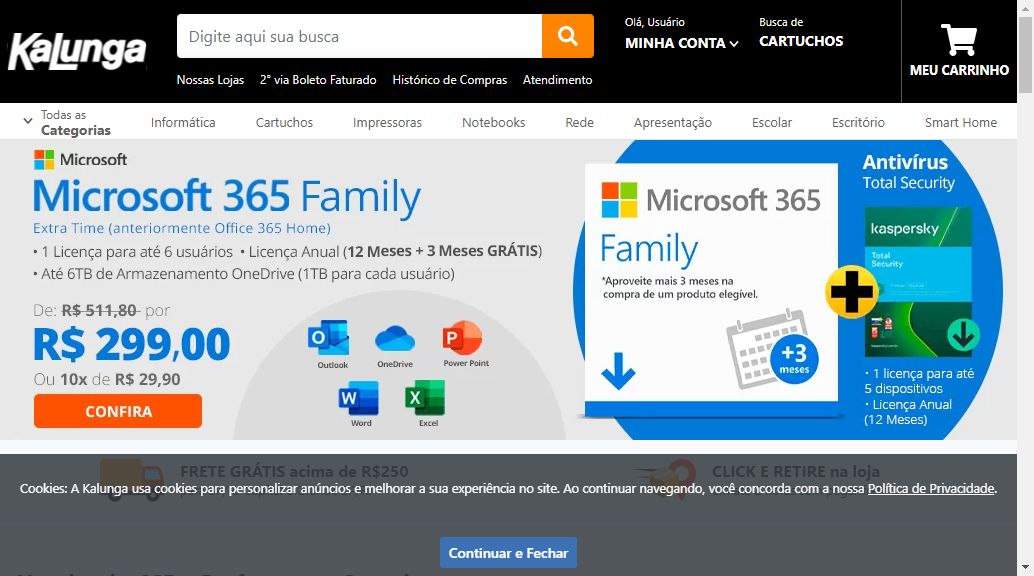 Kalunga
Digite aqui sua busca
Olá, Usuário
MINHA CONTA
Busca de
CARTUCHOS
MEU CARRINHO
Nossas Lojas 2° via Boleto Faturado Histórico de Compras Atendimento
Todas as
Categorias
Informática Cartuchos Impressoras Notebooks Rede Apresentação Escolar Escritório Smart Home
Microsoft
Microsoft 365 Family
Extra Time (anteriormente Office 365 Home)
• 1 Licença para até 6 usuários • Licença Anual (12 Meses + 3 Meses GRÁTIS)
• Até 6TB de Armazenamento OneDrive (1TB para cada usuário)
De: R$ 511,80 por
R$ 299,00
Ou 10x de R$ 29,90
CONFIRA
Outlook
OneDrive
Power Point
Word
Excel
Microsoft 365
Family
*Aproveite mais 3 meses na
compra de um produto elegível.
+3
meses
Antivírus
Total Security
kaspersky
Total
Security
• 1 licença para até
5 dispositivos
• Licença Anual
(12 Meses)
FRETE GRÁTIS acima de R$250
CLICK E RETIRE na loja
Cookies: A Kalunga usa cookies para personalizar anúncios e melhorar a sua experiência no site. Ao continuar navegando, você concorda com a nossa Política de Privacidade.
Continuar e Fechar